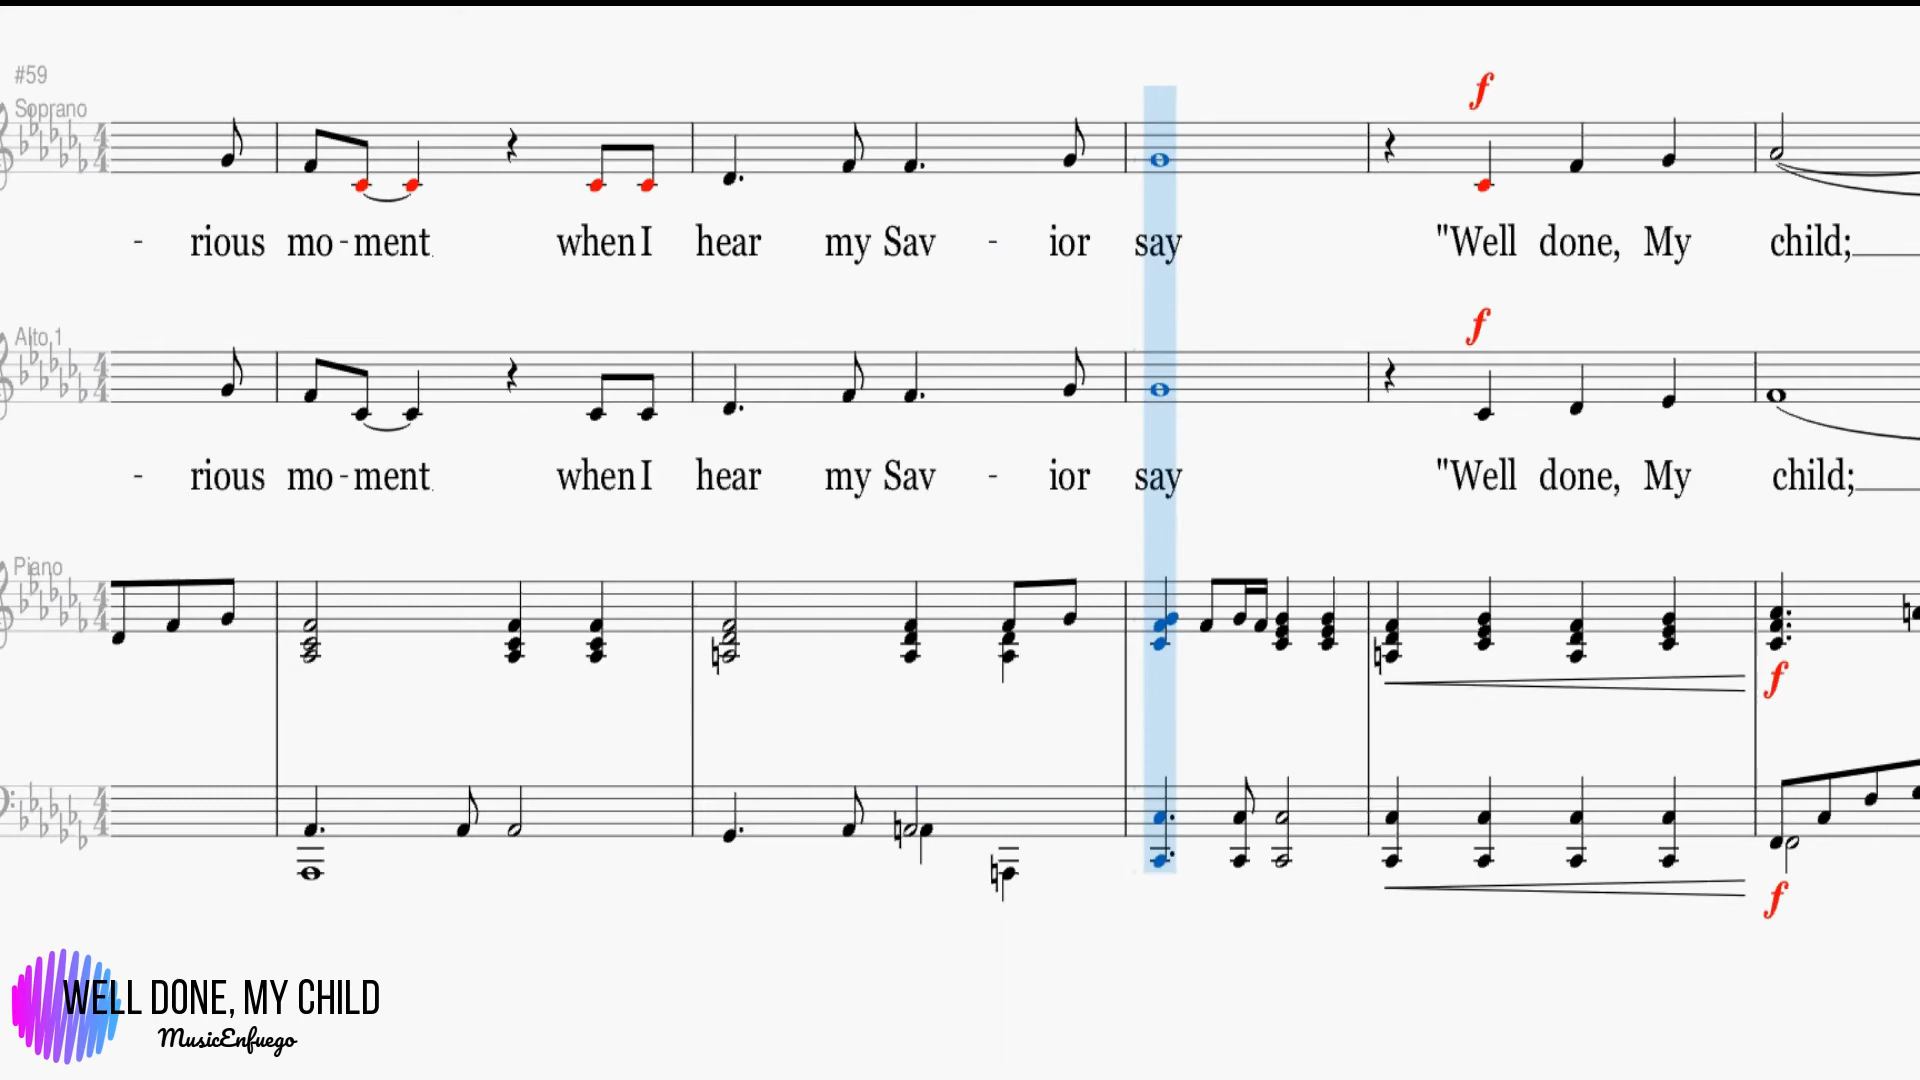 #59
Soprano
f
- rious mo - ment when I hear my Sav - ior say "Well done, My child;
Alto 1
f
- rious mo - ment when I hear my Sav - ior say "Well done, My child;
Piano
f
f
WELL DONE, MY CHILD
MusicEnfuego